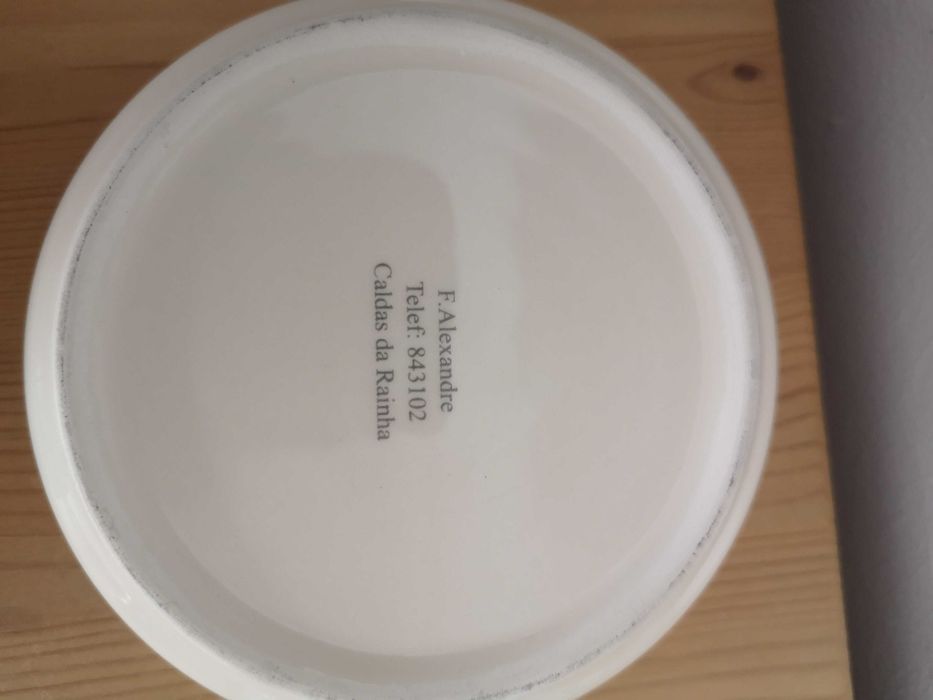 F.Alexandre
Telef: 843102
Caldas da Rainha